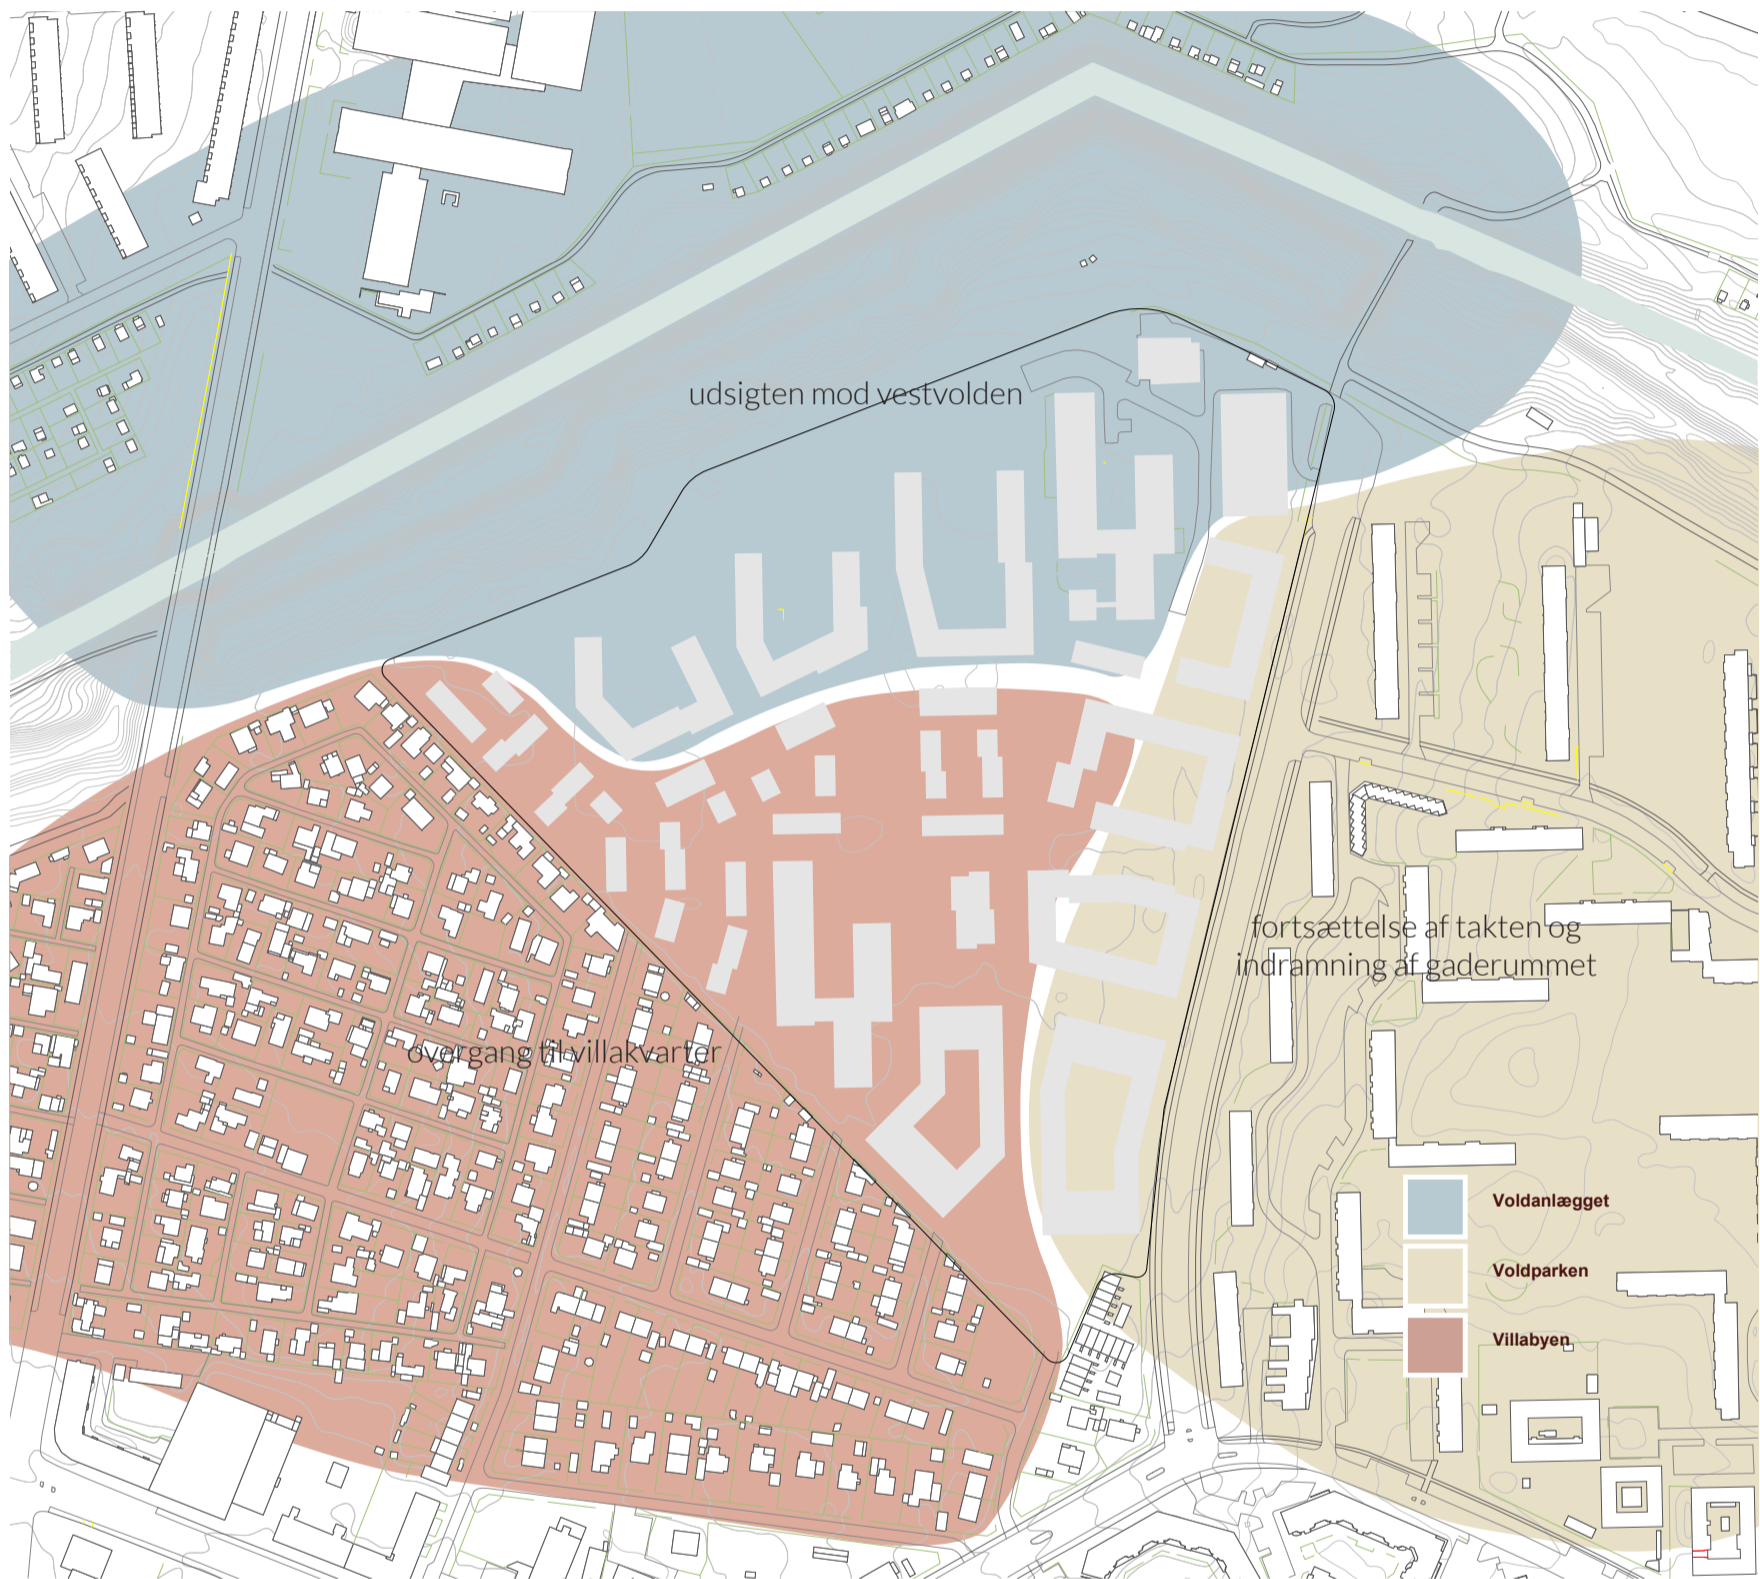 udsigten mod vestvolden
fortsættelse af takten og
indramning af gaderummet
overgang til villakvarter
Voldanlægget
Voldparken
Villabyen